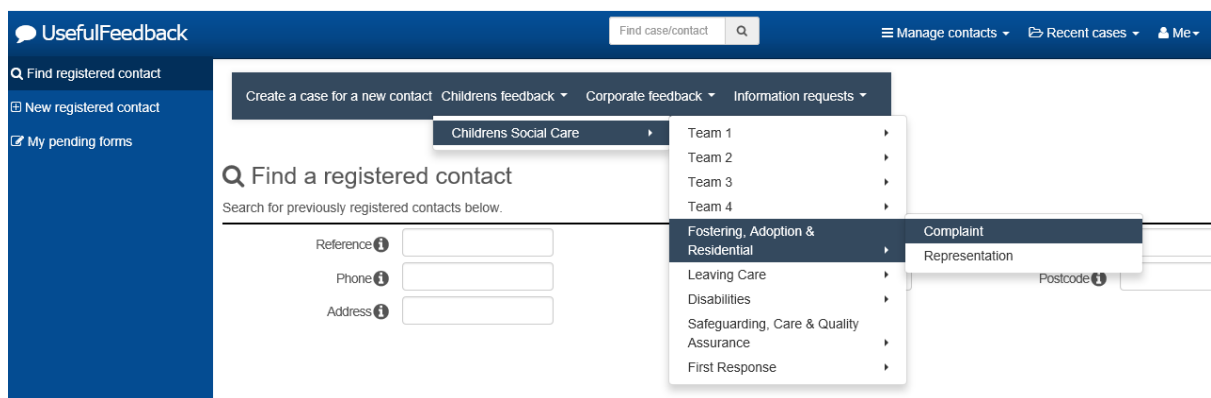 UsefulFeedback
Find case/contact
Manage contacts
Recent cases
Me
Find registered contact
New registered contact
My pending forms
Create a case for a new contact
Childrens feedback
Corporate feedback
Information requests
Childrens Social Care
Team 1
Team 2
Team 3
Team 4
Fostering, Adoption &
Residential
Leaving Care
Disabilities
Safeguarding, Care & Quality
Assurance
First Response
Complaint
Representation
Find a registered contact
Search for previously registered contacts below.
Reference
Phone
Postcode
Address